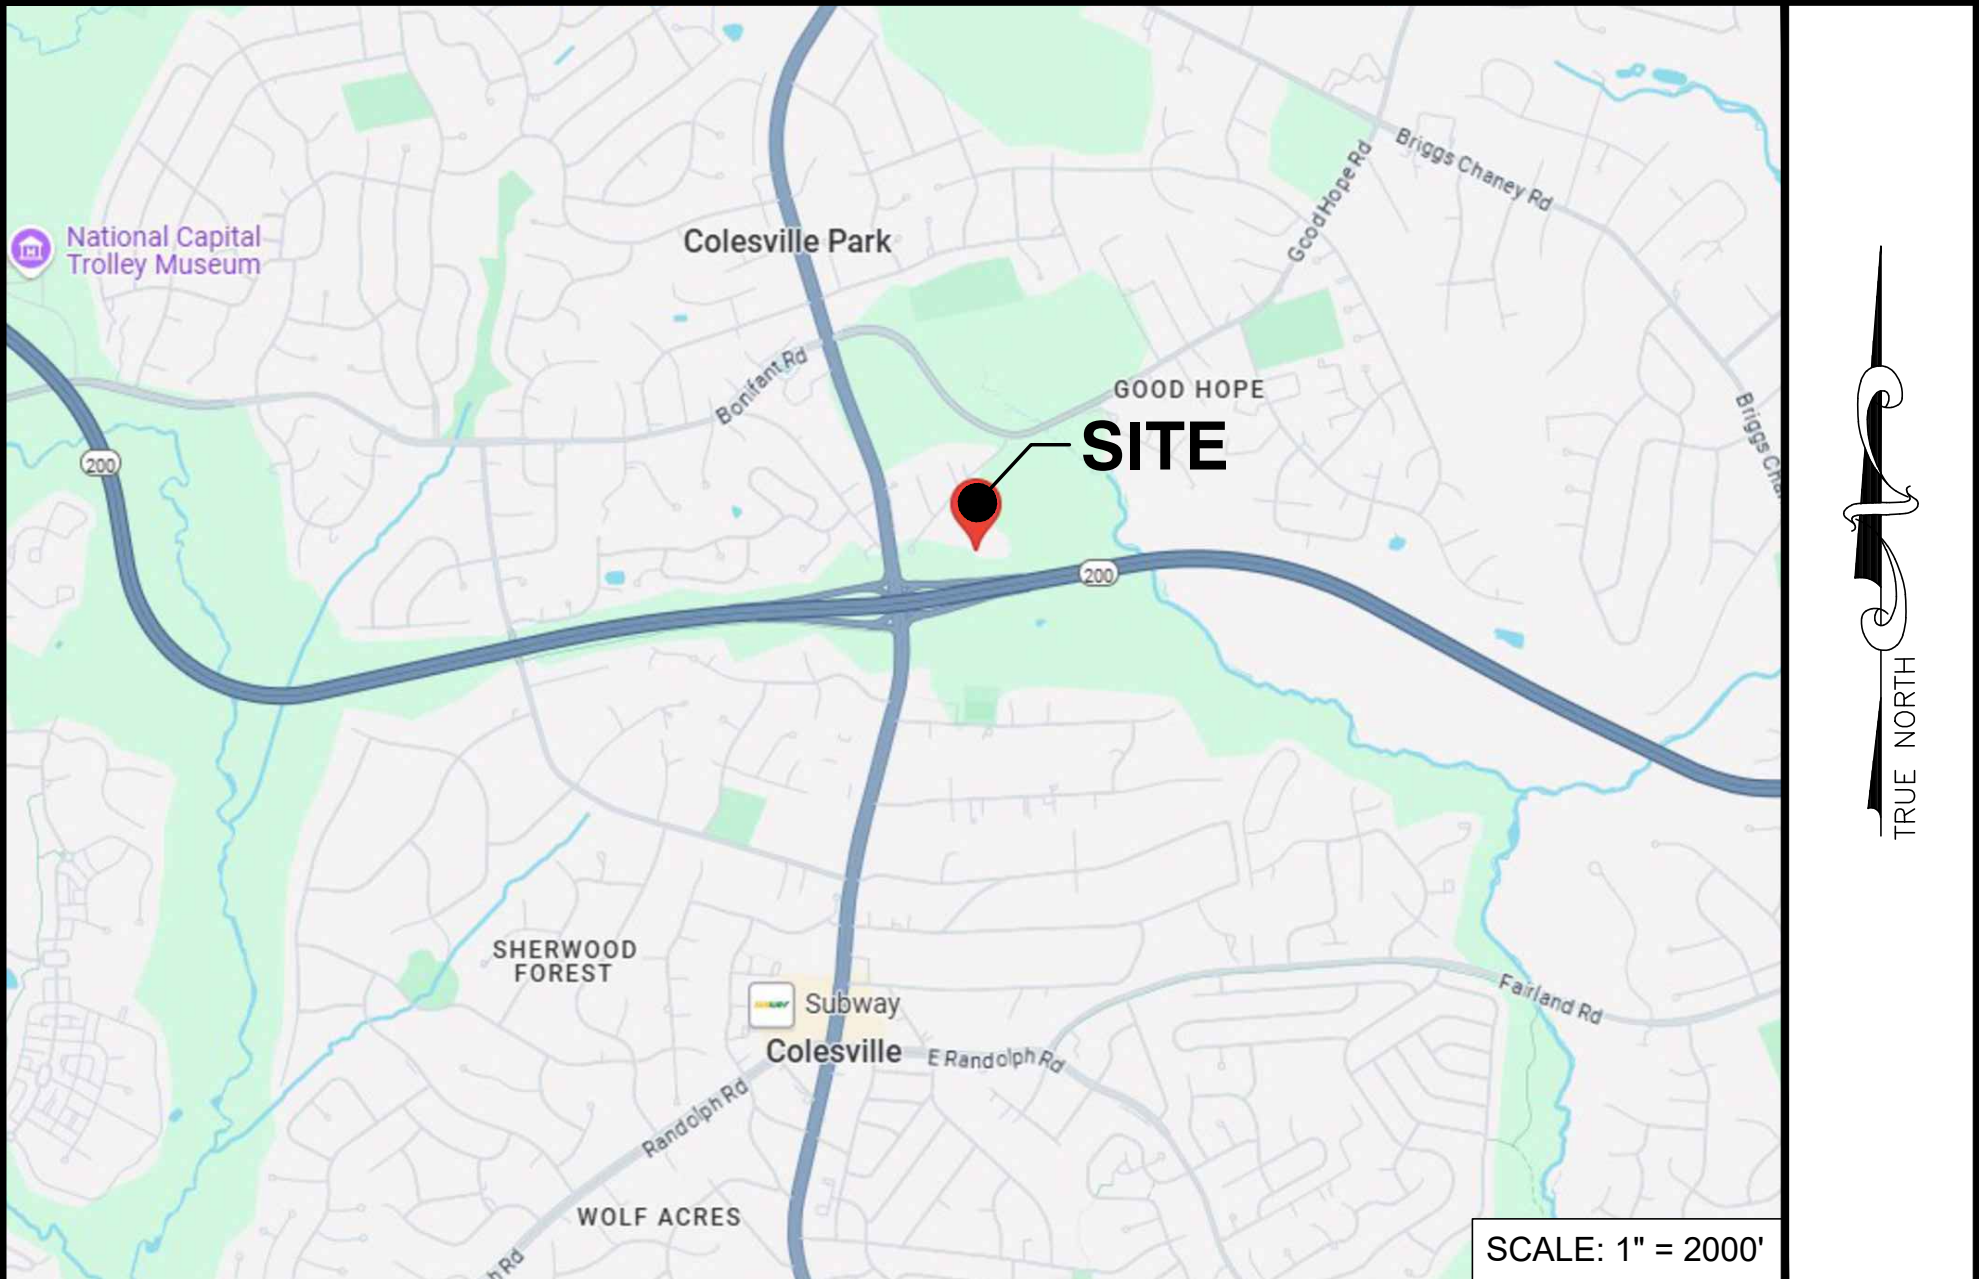 Briggs Chaney Rd
Good Hope Rd
National Capital
Trolley Museum
Colesville Park
Bonifant Rd
GOOD HOPE
Briggs Cha
SITE
200
200
SHERWOOD
FOREST
Subway
Colesville
Fairland Rd
E Randolph Rd
Randolph Rd
WOLF ACRES
h Rd
SCALE: 1" = 2000'
TRUE NORTH